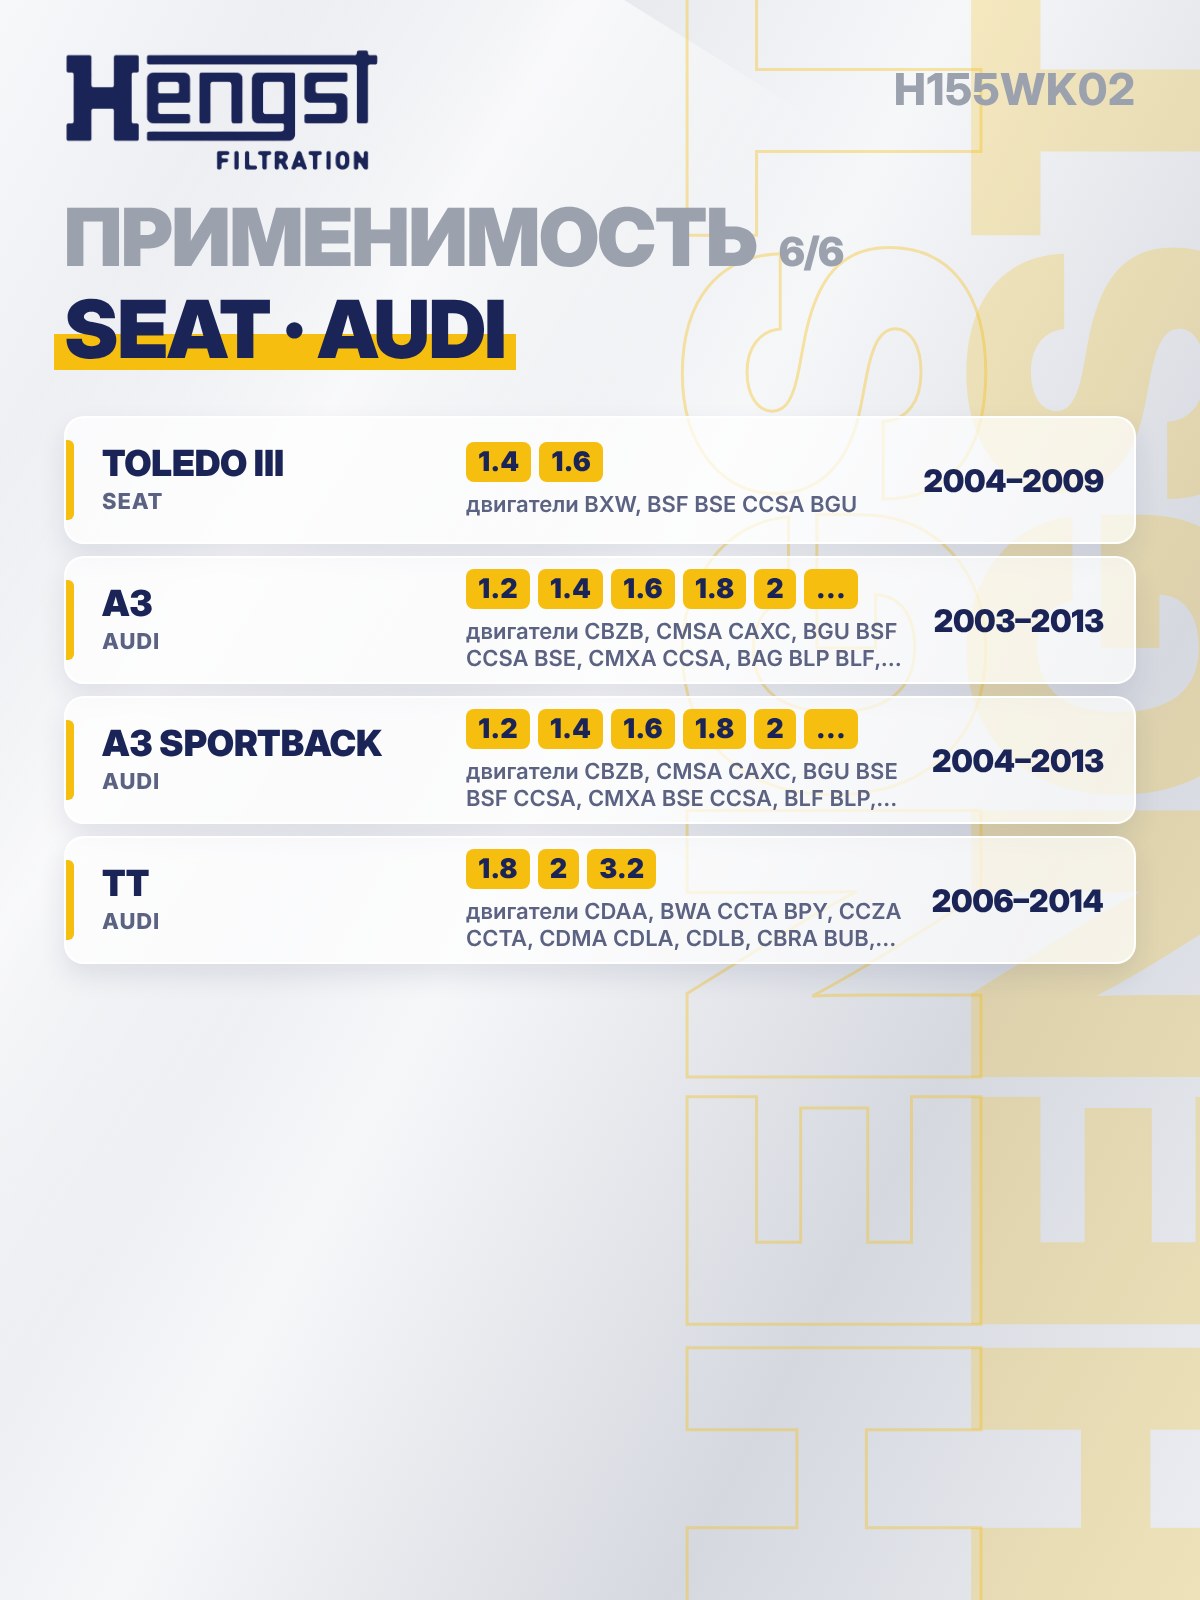 Hengst
FILTRATION
H155WK02
ПРИМЕНИМОСТЬ 6/6
SEAT · AUDI
TOLEDO III
SEAT
1.4 1.6
двигатели BXW, BSF BSE CCSA BGU
2004–2009
A3
AUDI
1.2 1.4 1.6 1.8 2 ...
двигатели CBZB, CMSA CAXC, BGU BSF
CCSA BSE, CMXA CCSA, BAG BLP BLF,...
2003–2013
A3 SPORTBACK
AUDI
1.2 1.4 1.6 1.8 2 ...
двигатели CBZB, CMSA CAXC, BGU BSE
BSF CCSA, CMXA BSE CCSA, BLF BLP,...
2004–2013
TT
AUDI
1.8 2 3.2
двигатели CDAA, BWA CCTA BPY, CCZA
CCTA, CDMA CDLA, CDLB, CBRA BUB,...
2006–2014
HENGST
HENGST